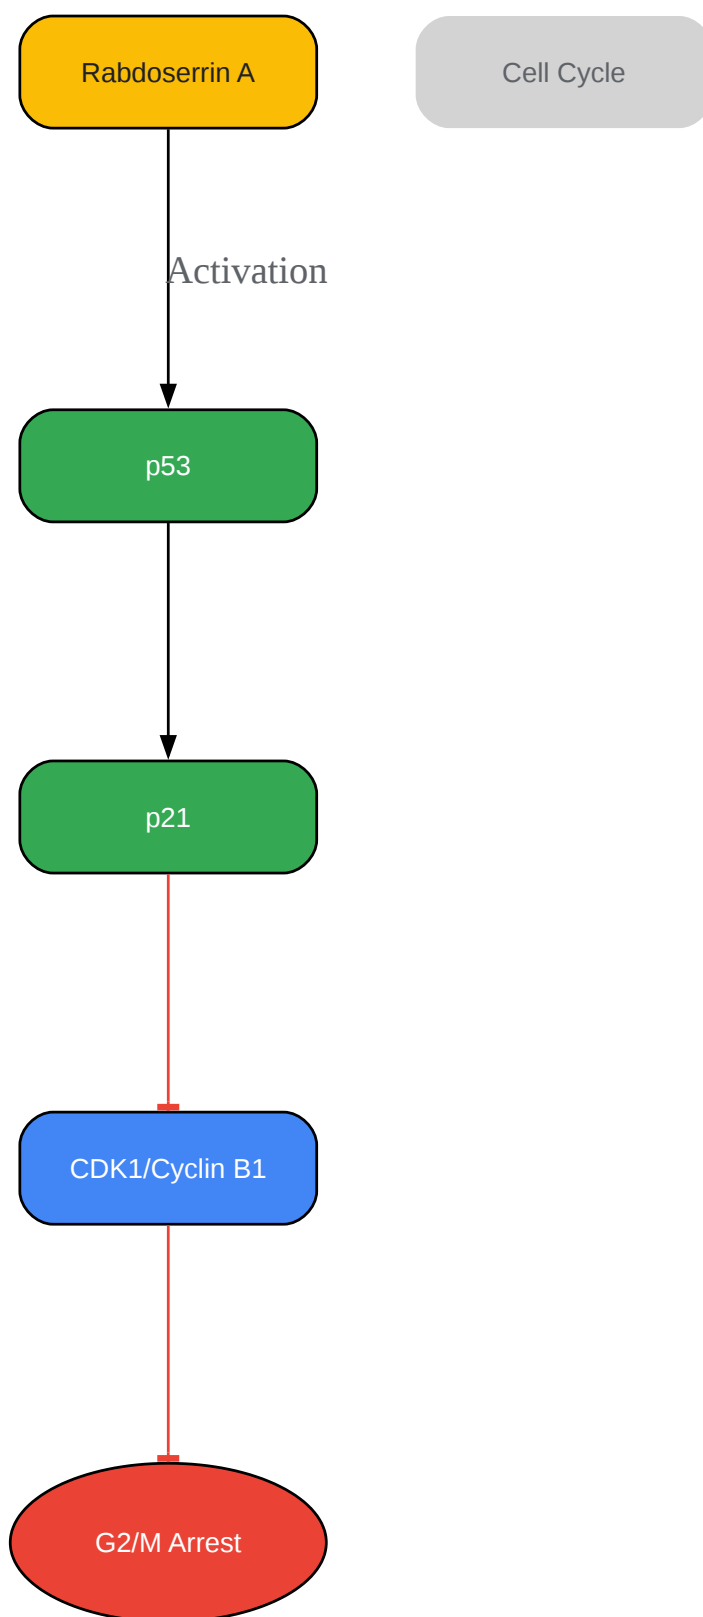 Rabdoserrin A
Cell Cycle
Activation
p53
p21
CDK1/Cyclin B1
G2/M Arrest